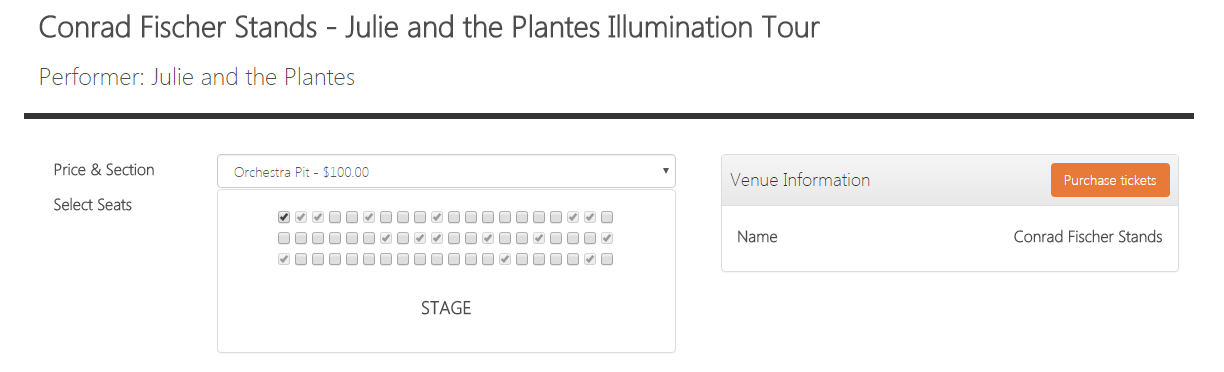 Conrad Fischer Stands - Julie and the Plantes Illumination Tour
Performer: Julie and the Plantes
Price & Section
Orchestra Pit - $100.00
Select Seats
STAGE
Venue Information
Purchase tickets
Name
Conrad Fischer Stands